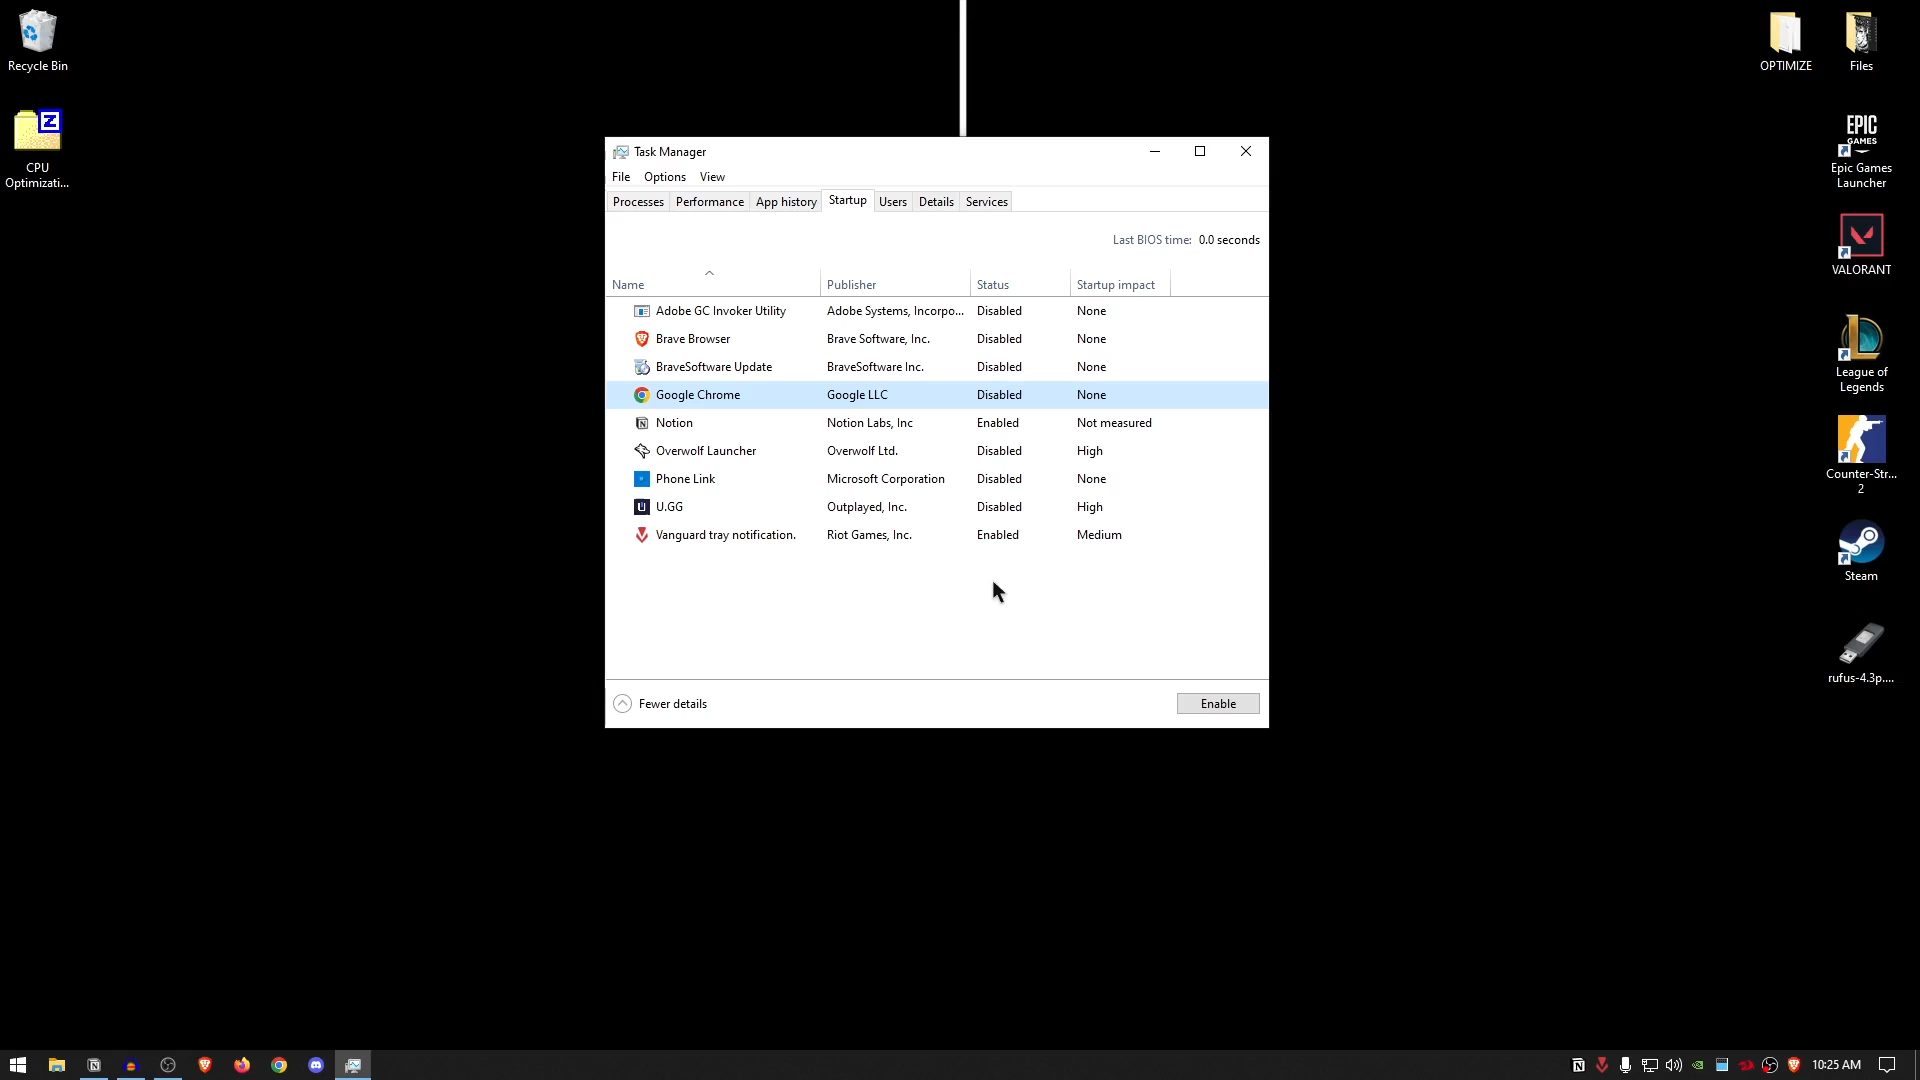 Recycle Bin
CPU
Optimizati...
OPTIMIZE
Files
EPIC
GAMES
Epic Games
Launcher
VALORANT
League of
Legends
Counter-Str...
2
Steam
rufus-4.3p....
Task Manager
File Options View
Processes Performance App history Startup Users Details Services
Last BIOS time: 0.0 seconds
Name Publisher Status Startup impact
Adobe GC Invoker Utility Adobe Systems, Incorpo... Disabled None
Brave Browser Brave Software, Inc. Disabled None
BraveSoftware Update BraveSoftware Inc. Disabled None
Google Chrome Google LLC Disabled None
Notion Notion Labs, Inc Enabled Not measured
Overwolf Launcher Overwolf Ltd. Disabled High
Phone Link Microsoft Corporation Disabled None
U.GG Outplayed, Inc. Disabled High
Vanguard tray notification. Riot Games, Inc. Enabled Medium
Fewer details Enable
10:25 AM